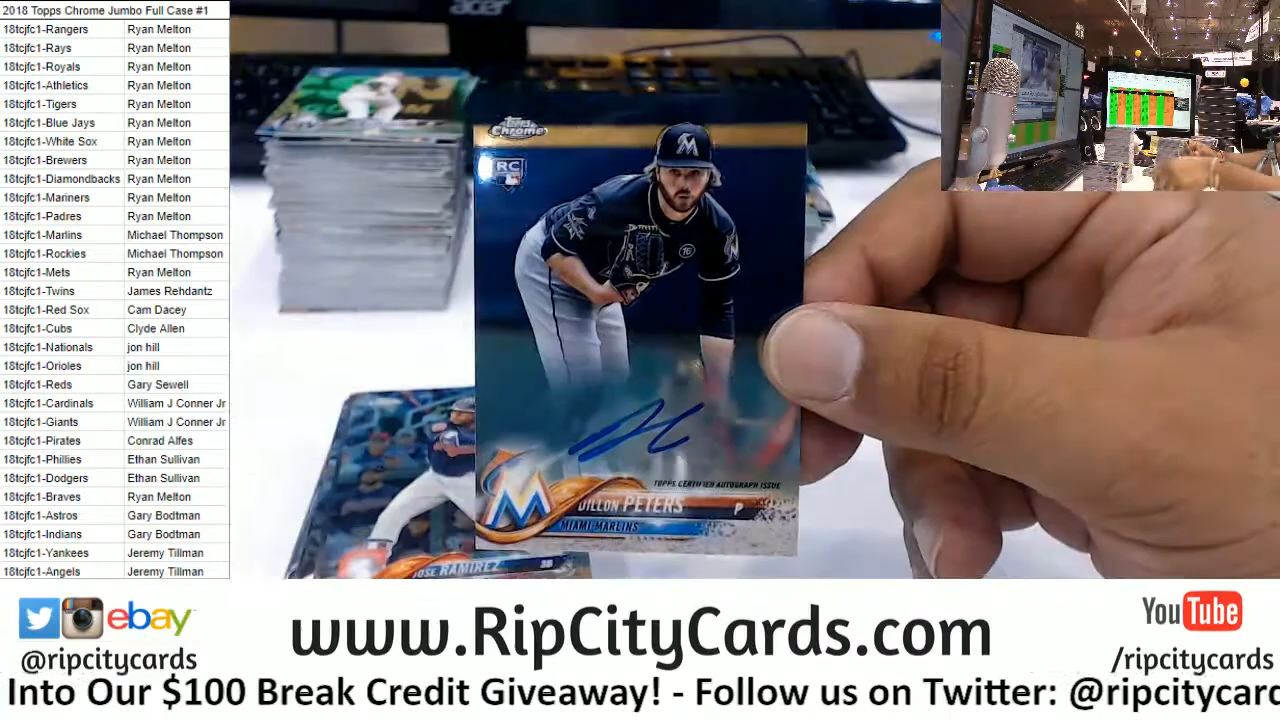 2018 Topps Chrome Jumbo Full Case #1
18tcjfc1-Rangers Ryan Melton
18tcjfc1-Rays Ryan Melton
18tcjfc1-Royals Ryan Melton
18tcjfc1-Athletics Ryan Melton
18tcjfc1-Tigers Ryan Melton
18tcjfc1-Blue Jays Ryan Melton
18tcjfc1-White Sox Ryan Melton
18tcjfc1-Brewers Ryan Melton
18tcjfc1-Diamondbacks Ryan Melton
18tcjfc1-Mariners Ryan Melton
18tcjfc1-Padres Ryan Melton
18tcjfc1-Marlins Michael Thompson
18tcjfc1-Rockies Michael Thompson
18tcjfc1-Mets Ryan Melton
18tcjfc1-Twins James Rehdantz
18tcjfc1-Red Sox Cam Dacey
18tcjfc1-Cubs Clyde Allen
18tcjfc1-Nationals jon hill
18tcjfc1-Orioles jon hill
18tcjfc1-Reds Gary Sewell
18tcjfc1-Cardinals William J Conner Jr
18tcjfc1-Giants William J Conner Jr
18tcjfc1-Pirates Conrad Alfes
18tcjfc1-Phillies Ethan Sullivan
18tcjfc1-Dodgers Ethan Sullivan
18tcjfc1-Braves Ryan Melton
18tcjfc1-Astros Gary Bodtman
18tcjfc1-Indians Gary Bodtman
18tcjfc1-Yankees Jeremy Tillman
18tcjfc1-Angels Jeremy Tillman
acer
Topps Chrome
RC
M
16
TOPPS CERTIFIED AUTOGRAPH ISSUE
M
DILLON PETERS P
MIAMI MARLINS
JOSE RAMIREZ 3B
ebay
@ripcitycards
www.RipCityCards.com
YouTube
/ripcitycards
Into Our $100 Break Credit Giveaway! - Follow us on Twitter: @ripcitycard